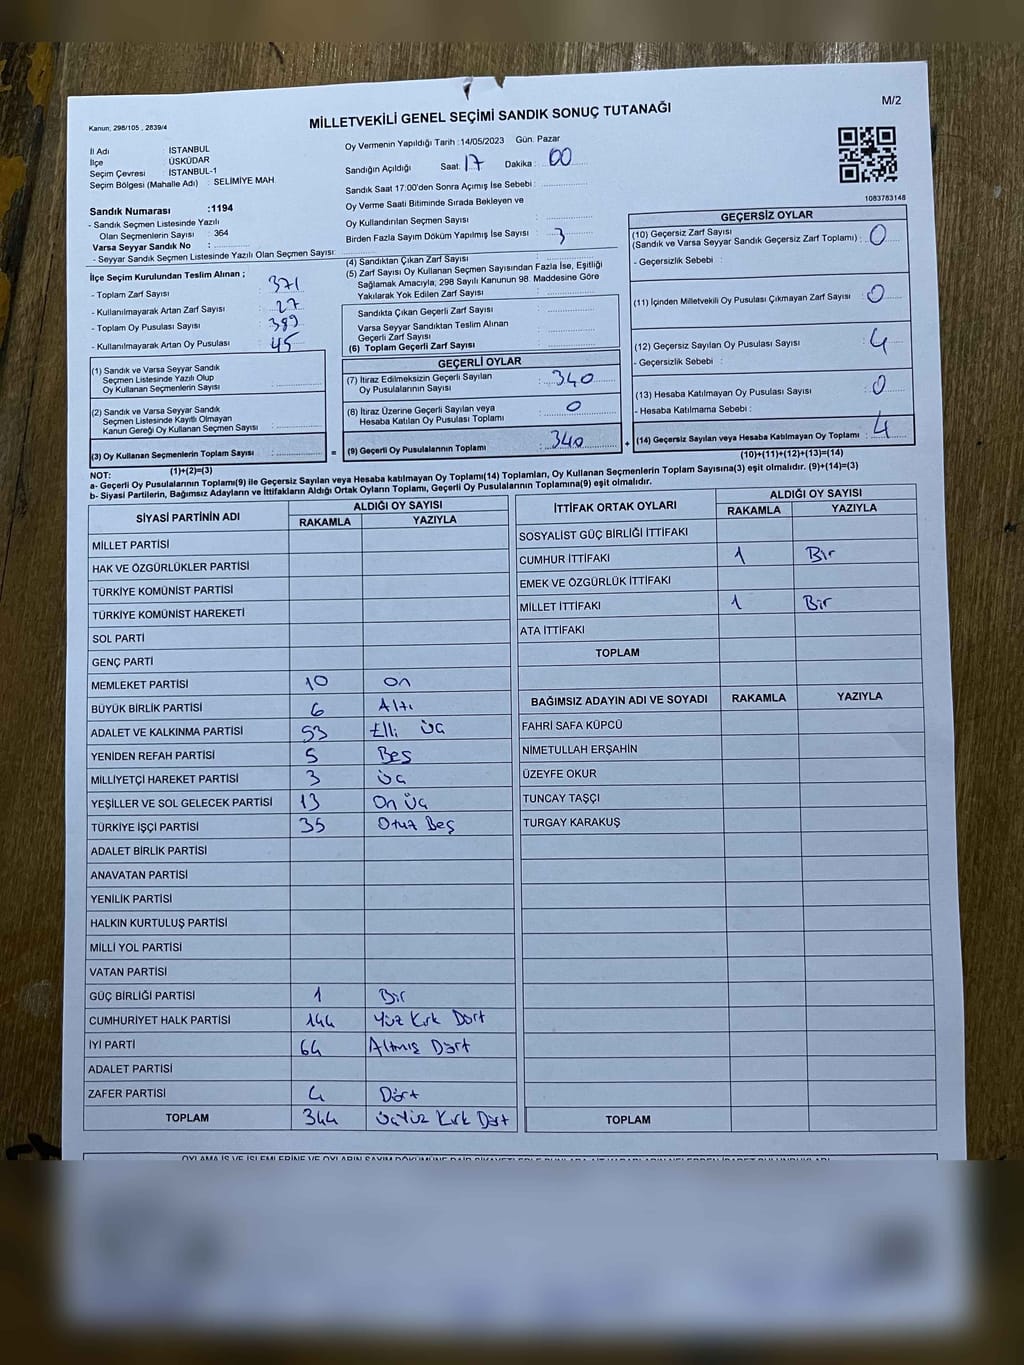 MİLLETVEKİLİ GENEL SEÇİMİ SANDIK SONUÇ TUTANAĞI
M/2
Kanun, 298/105 , 2839/4
İl Adı İSTANBUL
İlçe ÜSKÜDAR
Seçim Çevresi İSTANBUL-1
Seçim Bölgesi (Mahalle Adı) : SELİMİYE MAH.
Sandık Numarası :1194
- Sandık Seçmen Listesinde Yazılı
Olan Seçmenlerin Sayısı : 364
Varsa Seyyar Sandık No :
- Seyyar Sandık Seçmen Listesinde Yazılı Olan Seçmen Sayısı:
Oy Vermenin Yapıldığı Tarih :14/05/2023 Gün. Pazar
Sandığın Açıldığı Saat: 17 Dakika : 00
Sandık Saat 17:00'den Sonra Açımış İse Sebebi :
Oy Verme Saati Bitiminde Sırada Bekleyen ve
Oy Kullandırılan Seçmen Sayısı :
Birden Fazla Sayım Döküm Yapılmış İse Sayısı : 3
1083783148
İlçe Seçim Kurulundan Teslim Alınan ;
- Toplam Zarf Sayısı : 371
- Kullanılmayarak Artan Zarf Sayısı : 27
- Toplam Oy Pusulası Sayısı : 389
- Kullanılmayarak Artan Oy Pusulası : 45
(1) Sandık ve Varsa Seyyar Sandık
Seçmen Listesinde Yazılı Olup
Oy Kullanan Seçmenlerin Sayısı :
(2) Sandık ve Varsa Seyyar Sandık
Seçmen Listesinde Kayıtlı Olmayan
Kanun Gereği Oy Kullanan Seçmen Sayısı :
(3) Oy Kullanan Seçmenlerin Toplam Sayısı :
(1)+(2)=(3)
(4) Sandıktan Çıkan Zarf Sayısı :
(5) Zarf Sayısı Oy Kullanan Seçmen Sayısından Fazla İse, Eşitliği
Sağlamak Amacıyla, 298 Sayılı Kanunun 98. Maddesine Göre
Yakılarak Yok Edilen Zarf Sayısı :
Sandıkta Çıkan Geçerli Zarf Sayısı :
Varsa Seyyar Sandıktan Teslim Alınan
Geçerli Zarf Sayısı :
(6) Toplam Geçerli Zarf Sayısı :
GEÇERLİ OYLAR
(7) İtiraz Edilmeksizin Geçerli Sayılan
Oy Pusulalarının Sayısı : 340
(8) İtiraz Üzerine Geçerli Sayılan veya
Hesaba Katılan Oy Pusulası Toplamı : 0
= (9) Geçerli Oy Pusulalarının Toplamı : 340 +
GEÇERSİZ OYLAR
(10) Geçersiz Zarf Sayısı
(Sandık ve Varsa Seyyar Sandık Geçersiz Zarf Toplamı) : 0
- Geçersizlik Sebebi :
(11) İçinden Milletvekili Oy Pusulası Çıkmayan Zarf Sayısı : 0
(12) Geçersiz Sayılan Oy Pusulası Sayısı : 4
- Geçersizlik Sebebi :
(13) Hesaba Katılmayan Oy Pusulası Sayısı : 0
- Hesaba Katılmama Sebebi :
(14) Geçersiz Sayılan veya Hesaba Katılmayan Oy Toplamı : 4
(10)+(11)+(12)+(13)=(14)
NOT:
a- Geçerli Oy Pusulalarının Toplamı(9) ile Geçersiz Sayılan veya Hesaba katılmayan Oy Toplamı(14) Toplamları, Oy Kullanan Seçmenlerin Toplam Sayısına(3) eşit olmalıdır. (9)+(14)=(3)
b- Siyasi Partilerin, Bağımsız Adayların ve İttifakların Aldığı Ortak Oyların Toplamı, Geçerli Oy Pusulalarının Toplamına(9) eşit olmalıdır.
SİYASİ PARTİNİN ADI ALDIĞI OY SAYISI
RAKAMLA YAZIYLA
MİLLET PARTİSİ
HAK VE ÖZGÜRLÜKLER PARTİSİ
TÜRKİYE KOMÜNİST PARTİSİ
TÜRKİYE KOMÜNİST HAREKETİ
SOL PARTİ
GENÇ PARTİ
MEMLEKET PARTİSİ 10 on
BÜYÜK BİRLİK PARTİSİ 6 Altı
ADALET VE KALKINMA PARTİSİ 53 Elli üç
YENİDEN REFAH PARTİSİ 5 Beş
MİLLİYETÇİ HAREKET PARTİSİ 3 üç
YEŞİLLER VE SOL GELECEK PARTİSİ 13 On üç
TÜRKİYE İŞÇİ PARTİSİ 35 Otuz Beş
ADALET BİRLİK PARTİSİ
ANAVATAN PARTİSİ
YENİLİK PARTİSİ
HALKIN KURTULUŞ PARTİSİ
MİLLİ YOL PARTİSİ
VATAN PARTİSİ
GÜÇ BİRLİĞİ PARTİSİ 1 Bir
CUMHURİYET HALK PARTİSİ 144 Yüz Kırk Dört
İYİ PARTİ 64 Altmış Dört
ADALET PARTİSİ
ZAFER PARTİSİ 4 Dört
TOPLAM 344 üçYüz Kırk Dört
İTTİFAK ORTAK OYLARI ALDIĞI OY SAYISI
RAKAMLA YAZIYLA
SOSYALİST GÜÇ BİRLİĞİ İTTİFAKI
CUMHUR İTTİFAKI 1 Bir
EMEK VE ÖZGÜRLÜK İTTİFAKI
MİLLET İTTİFAKI 1 Bir
ATA İTTİFAKI
TOPLAM
BAĞIMSIZ ADAYIN ADI VE SOYADI RAKAMLA YAZIYLA
FAHRİ SAFA KÜPCÜ
NİMETULLAH ERŞAHİN
ÜZEYFE OKUR
TUNCAY TAŞÇI
TURGAY KARAKUŞ
TOPLAM